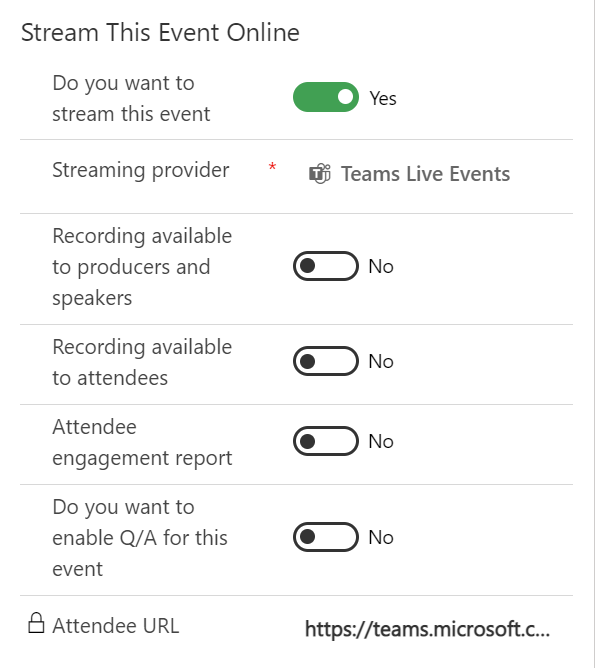 Stream This Event Online
Do you want to
stream this event
Yes
Streaming provider * Teams Live Events
Recording available
to producers and
speakers
No
Recording available
to attendees
No
Attendee
engagement report
No
Do you want to
enable Q/A for this
event
No
Attendee URL https://teams.microsoft.c...